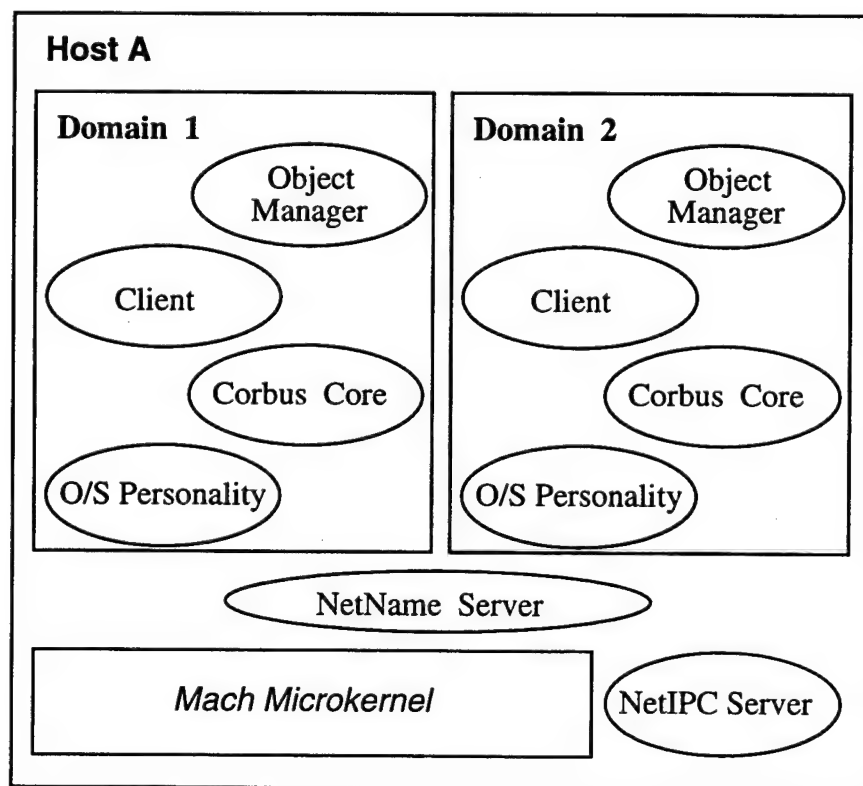 Host A
Domain 1
Object
Manager
Client
Corbus Core
O/S Personality
Domain 2
Object
Manager
Client
Corbus Core
O/S Personality
NetName Server
Mach Microkernel
NetIPC Server